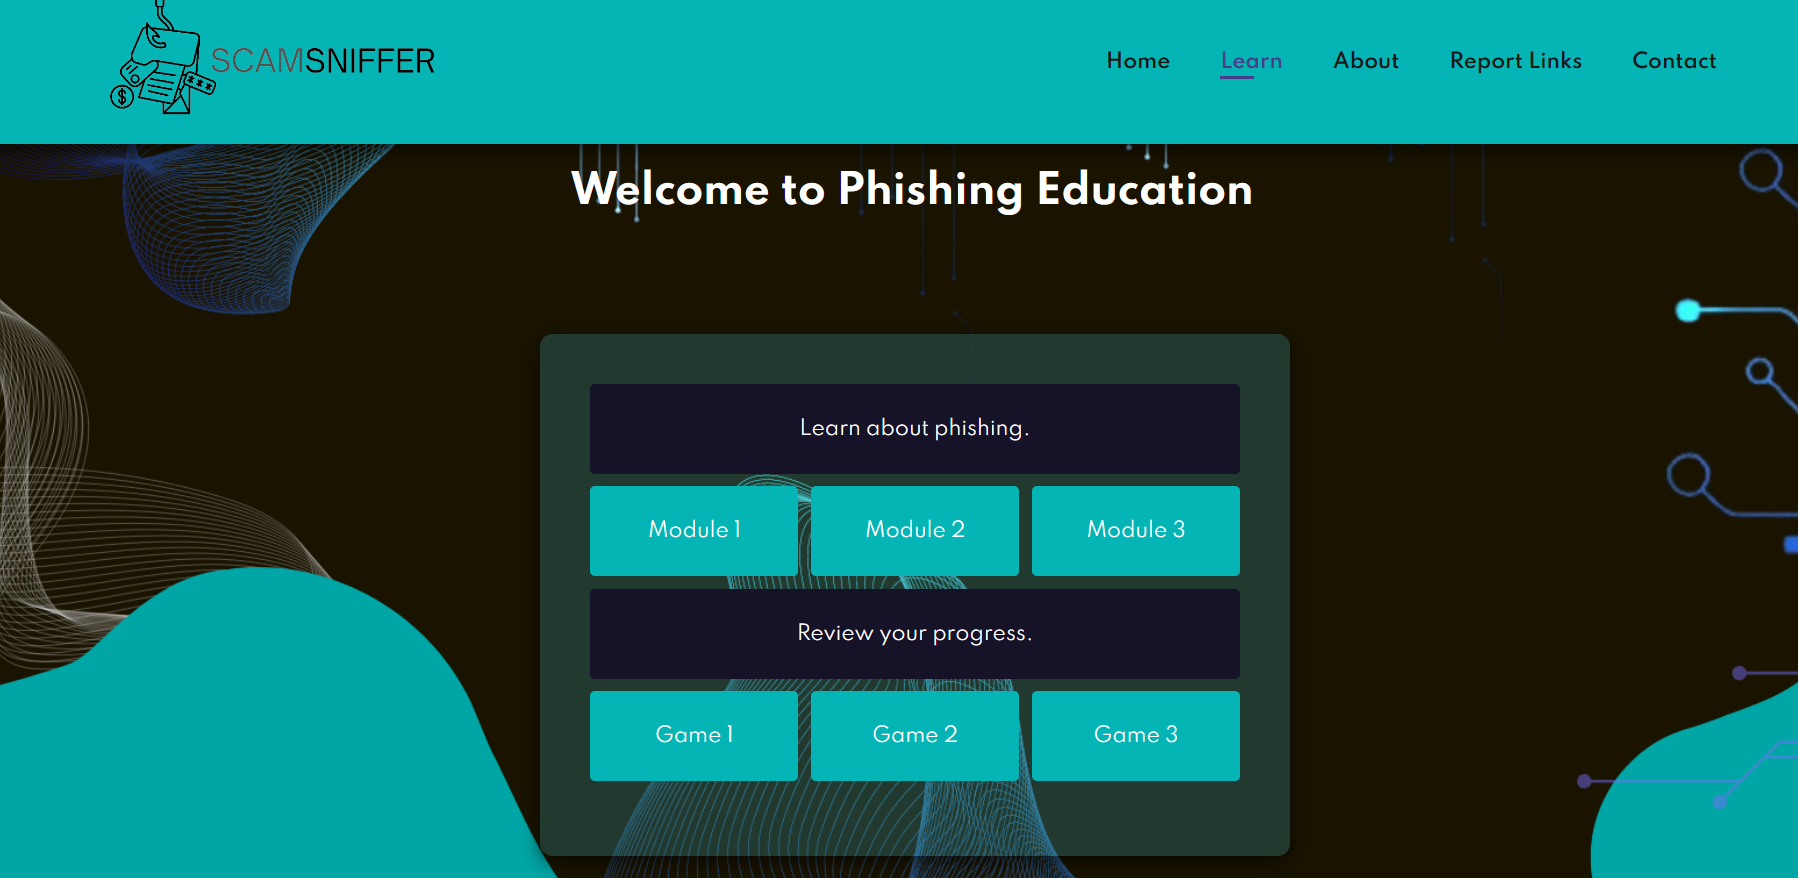 SCAMSNIFFER
Home Learn About Report Links Contact
Welcome to Phishing Education
Learn about phishing.
Module 1 Module 2 Module 3
Review your progress.
Game 1 Game 2 Game 3